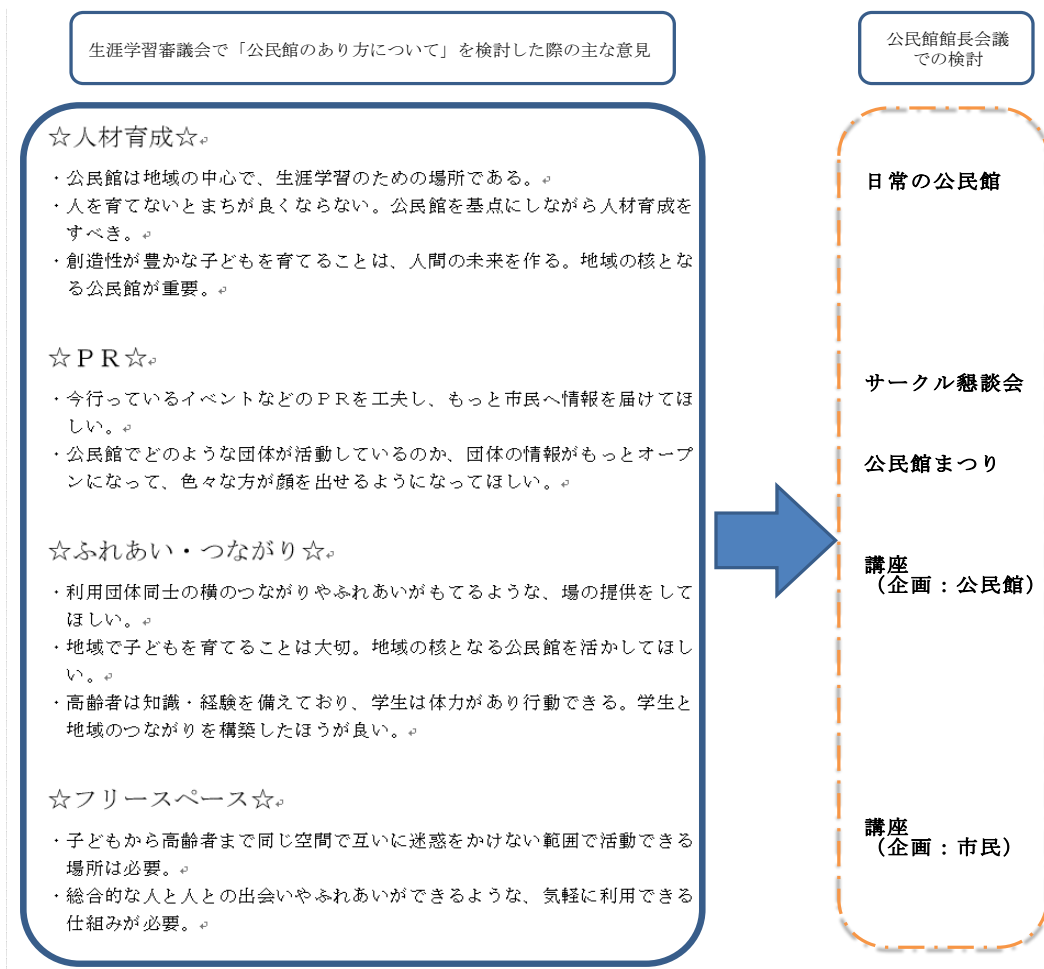 生涯学習審議会で「公民館のあり方について」を検討した際の主な意見
☆人材育成☆
・公民館は地域の中心で、生涯学習のための場所である。
・人を育てないとまちが良くならない。公民館を基点にしながら人材育成を
すべき。
・創造性が豊かな子どもを育てることは、人間の未来を作る。地域の核とな
る公民館が重要。
☆ＰＲ☆
・今行っているイベントなどのＰＲを工夫し、もっと市民へ情報を届けてほ
しい。
・公民館でどのような団体が活動しているのか、団体の情報がもっとオープ
ンになって、色々な方が顔を出せるようになってほしい。
☆ふれあい・つながり☆
・利用団体同士の横のつながりやふれあいがもてるような、場の提供をして
ほしい。
・地域で子どもを育てることは大切。地域の核となる公民館を活かしてほし
い。
・高齢者は知識・経験を備えており、学生は体力があり行動できる。学生と
地域のつながりを構築したほうが良い。
☆フリースペース☆
・子どもから高齢者まで同じ空間で互いに迷惑をかけない範囲で活動できる
場所は必要。
・総合的な人と人との出会いやふれあいができるような、気軽に利用できる
仕組みが必要。
公民館館長会議
での検討
日常の公民館
サークル懇談会
公民館まつり
講座
（企画：公民館）
講座
（企画：市民）